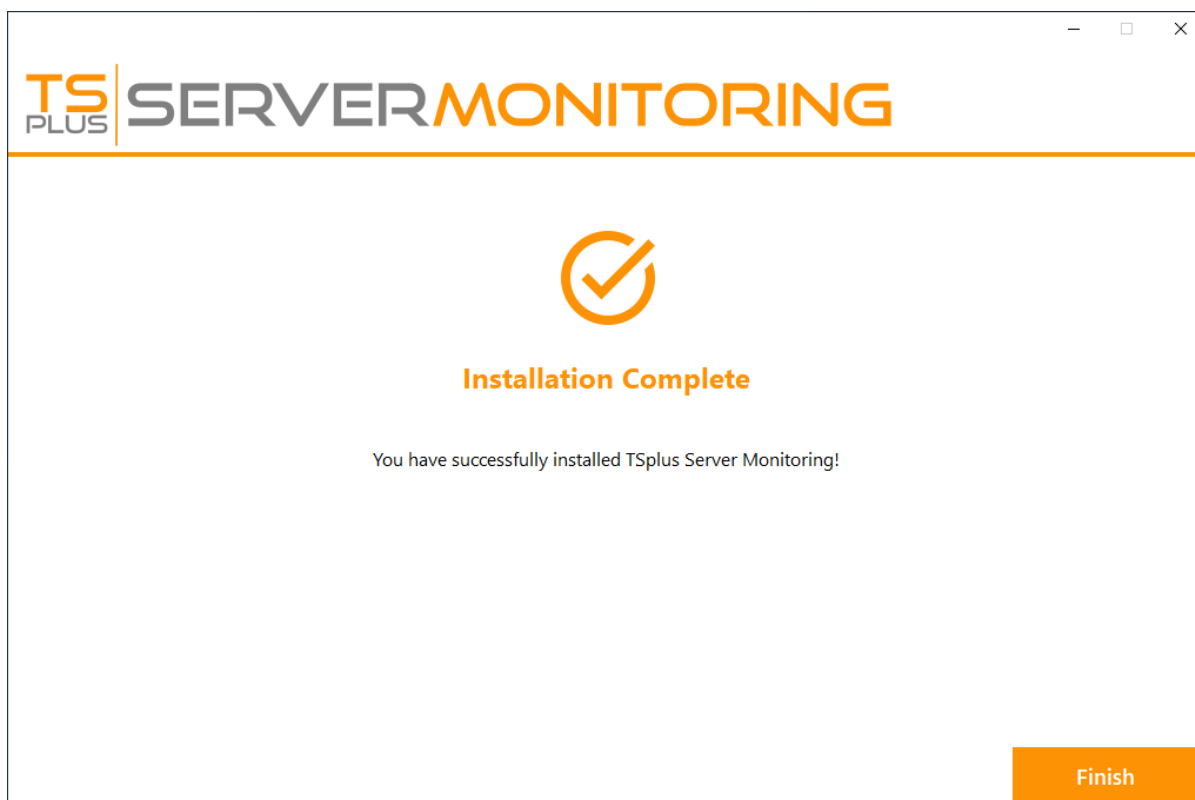 TS PLUS SERVERMONITORING
Installation Complete
You have successfully installed TSplus Server Monitoring!
Finish